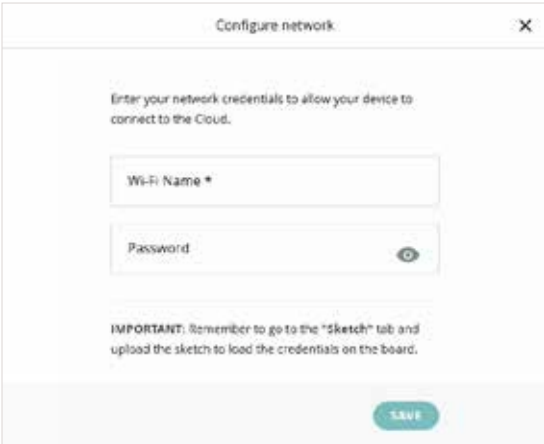 Configure network
Enter your network credentials to allow your device to
connect to the Cloud.
Wi-Fi Name *
Password
IMPORTANT: Remember to go to the "Sketch" tab and
upload the sketch to load the credentials on the board.
SAVE